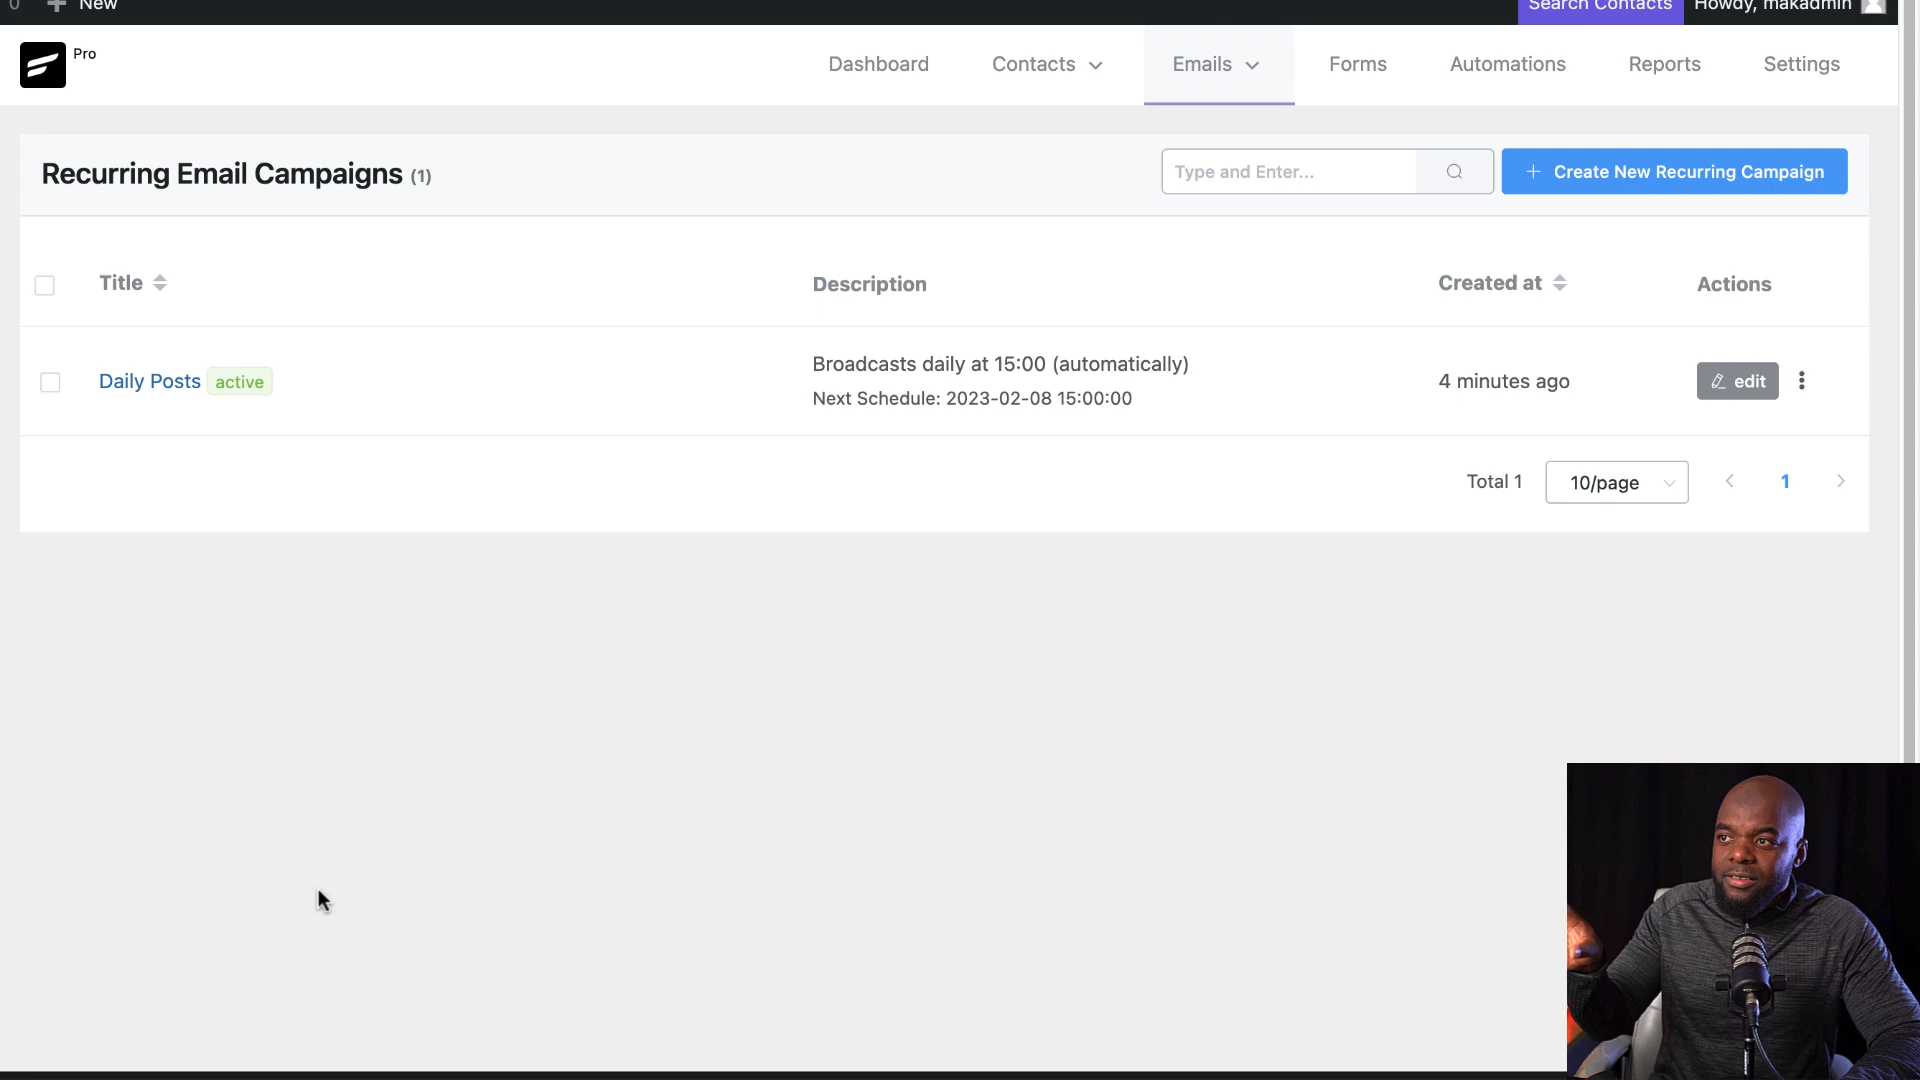 0 New Search Contacts Howdy, makadmin
Pro
Dashboard Contacts Emails Forms Automations Reports Settings
Recurring Email Campaigns (1) Type and Enter... Create New Recurring Campaign
Title Description Created at Actions
Daily Posts active Broadcasts daily at 15:00 (automatically) 4 minutes ago edit
Next Schedule: 2023-02-08 15:00:00
Total 1 10/page 1